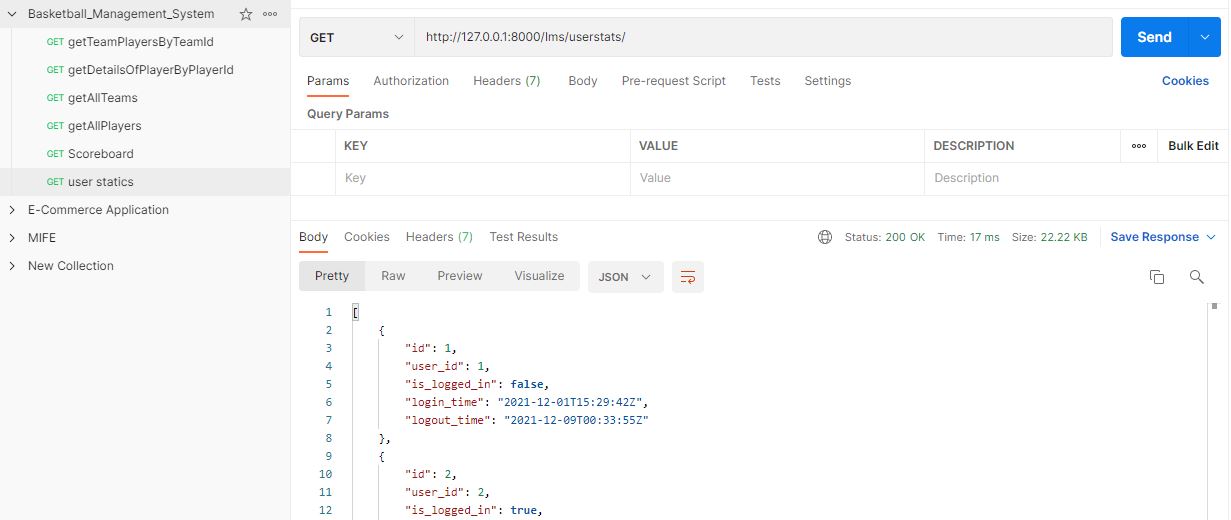 Basketball_Management_System
GET getTeamPlayersByTeamId
GET getDetailsOfPlayerByPlayerId
GET getAllTeams
GET getAllPlayers
GET Scoreboard
GET user statics
E-Commerce Application
MIFE
New Collection
GET http://127.0.0.1:8000/lms/userstats/ Send
Params Authorization Headers (7) Body Pre-request Script Tests Settings Cookies
Query Params
KEY VALUE DESCRIPTION ooo Bulk Edit
Key Value Description
Body Cookies Headers (7) Test Results Status: 200 OK Time: 17 ms Size: 22.22 KB Save Response
Pretty Raw Preview Visualize JSON
1 [
2 {
3 "id": 1,
4 "user_id": 1,
5 "is_logged_in": false,
6 "login_time": "2021-12-01T15:29:42Z",
7 "logout_time": "2021-12-09T00:33:55Z"
8 },
9 {
10 "id": 2,
11 "user_id": 2,
12 "is_logged_in": true,